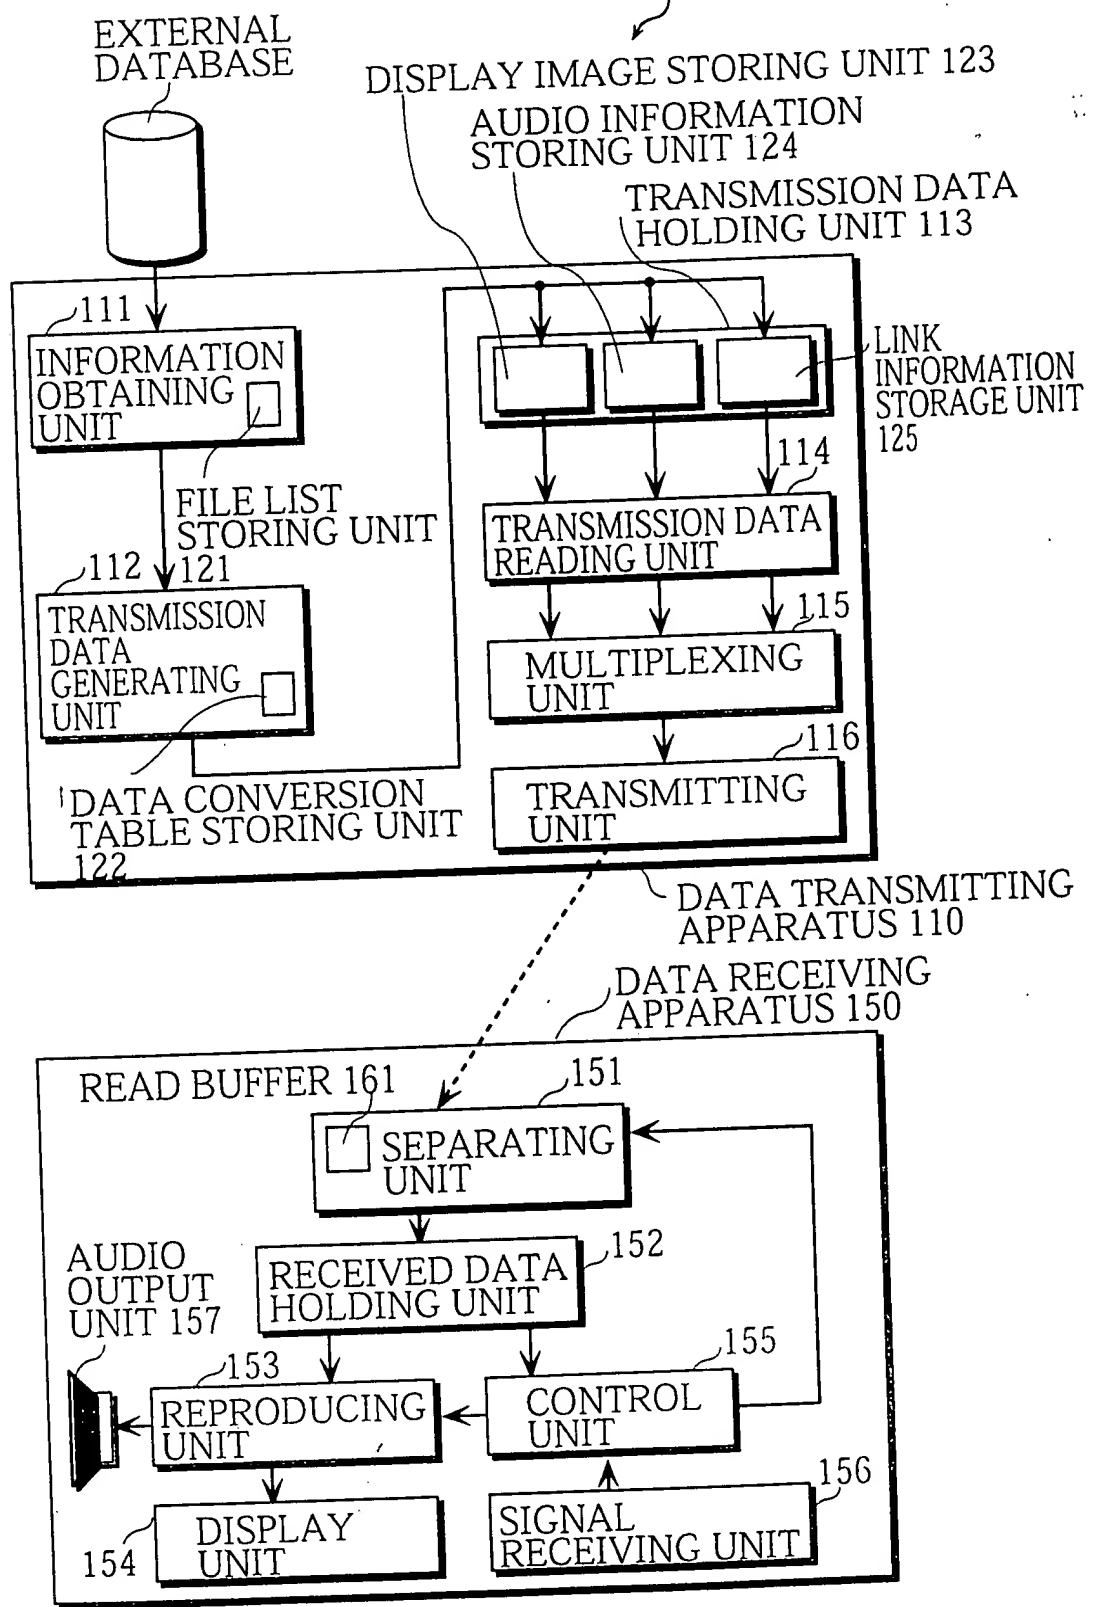 EXTERNAL
DATABASE
DISPLAY IMAGE STORING UNIT 123
AUDIO INFORMATION
STORING UNIT 124
TRANSMISSION DATA
HOLDING UNIT 113
111
INFORMATION
OBTAINING
UNIT
LINK
INFORMATION
STORAGE UNIT
125
FILE LIST
STORING UNIT
121
114
TRANSMISSION DATA
READING UNIT
112
TRANSMISSION
DATA
GENERATING
UNIT
115
MULTIPLEXING
UNIT
116
TRANSMITTING
UNIT
DATA CONVERSION
TABLE STORING UNIT
122
DATA TRANSMITTING
APPARATUS 110
DATA RECEIVING
APPARATUS 150
READ BUFFER 161
151
SEPARATING
UNIT
152
RECEIVED DATA
HOLDING UNIT
AUDIO
OUTPUT
UNIT 157
153
REPRODUCING
UNIT
155
CONTROL
UNIT
154
DISPLAY
UNIT
156
SIGNAL
RECEIVING UNIT